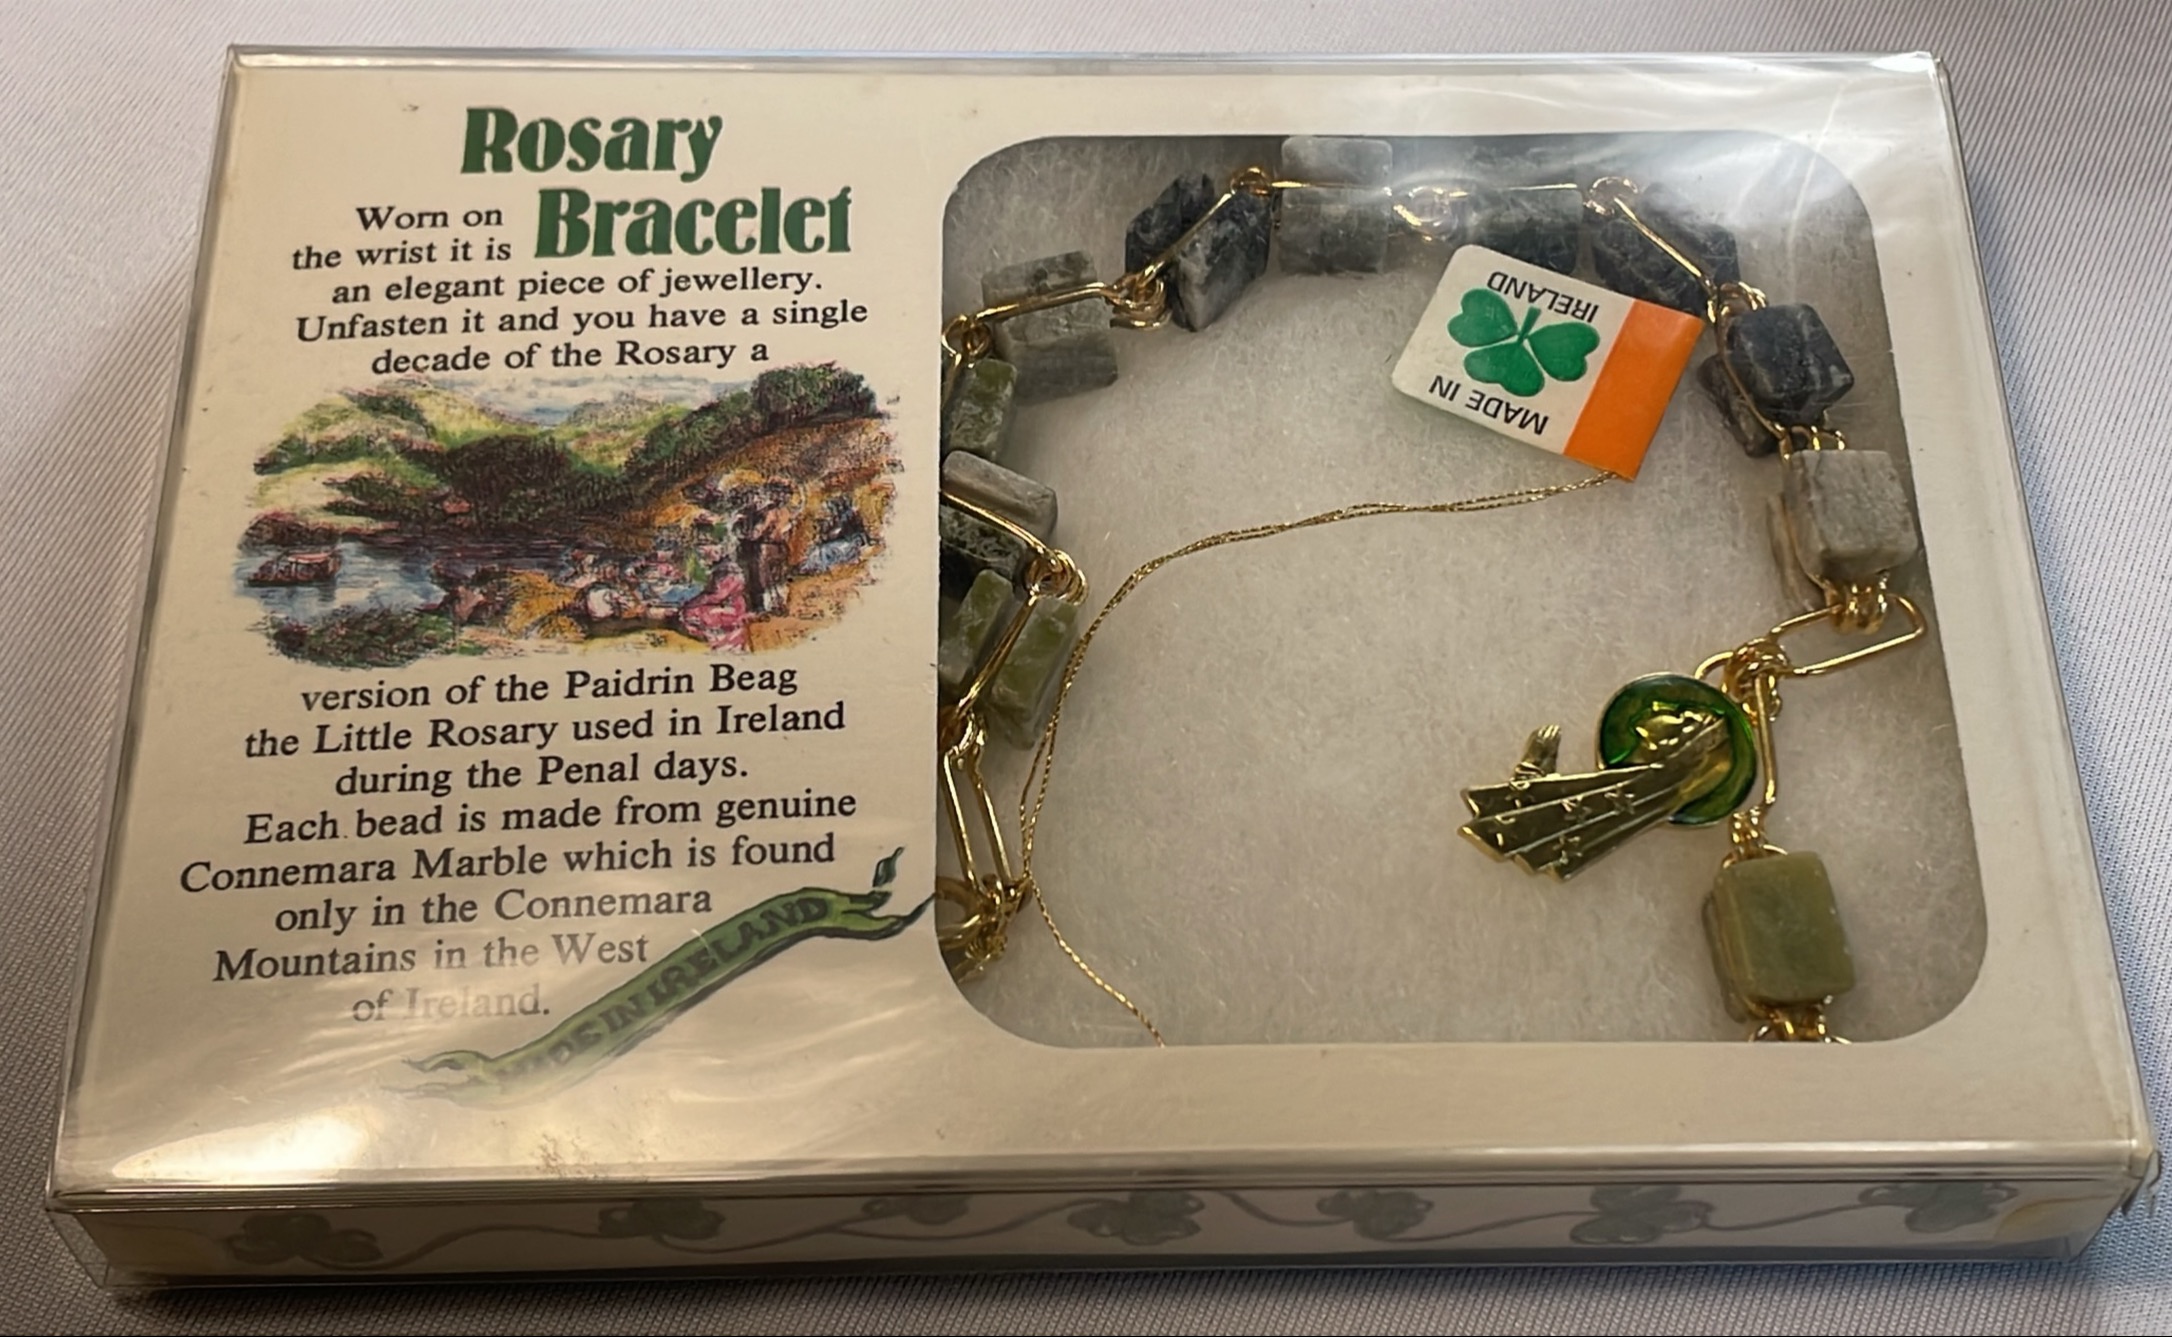 Rosary
Bracelet
Worn on
the wrist it is
an elegant piece of jewellery.
Unfasten it and you have a single
decade of the Rosary a
version of the Paidrin Beag
the Little Rosary used in Ireland
during the Penal days.
Each bead is made from genuine
Connemara Marble which is found
only in the Connemara
Mountains in the West
of Ireland.
MADE IN IRELAND
MADE IN
IRELAND